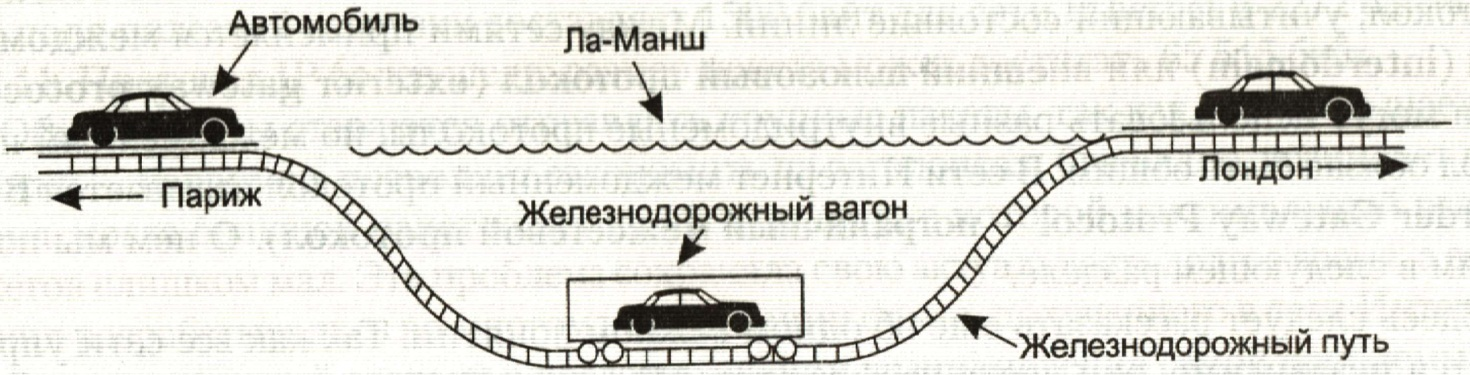 Автомобиль
Ла-Манш
Париж
Лондон
Железнодорожный вагон
Железнодорожный путь